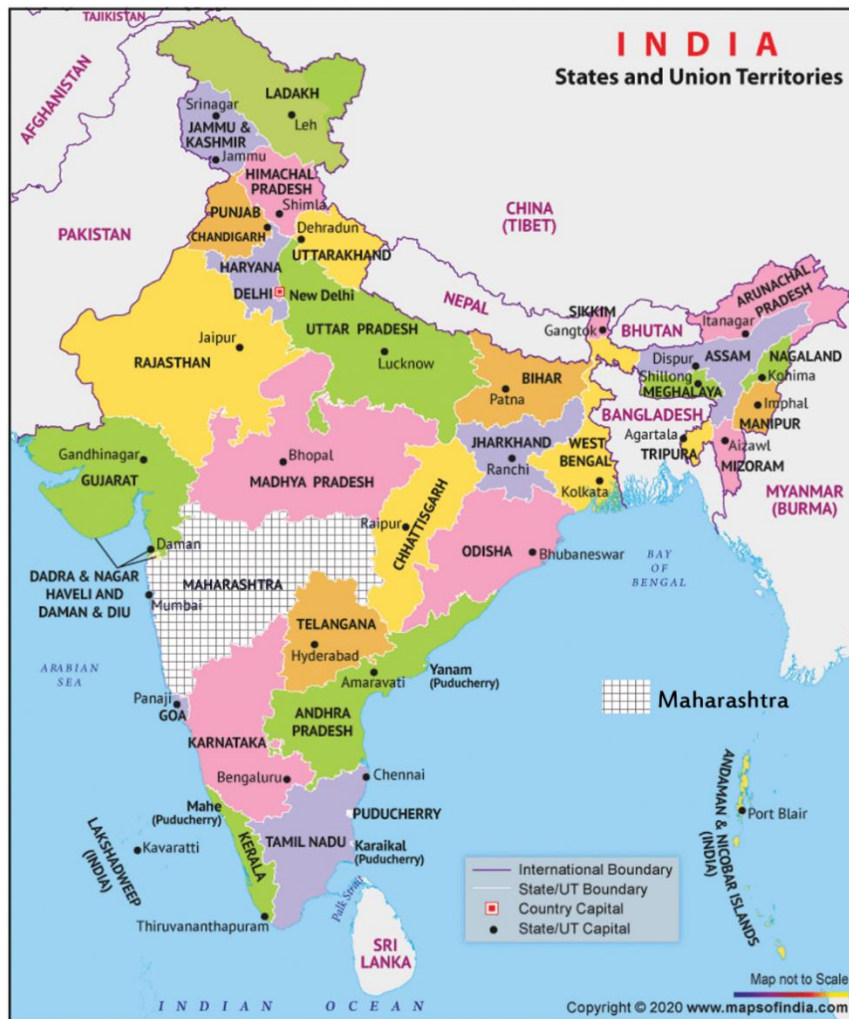 INDIA
States and Union Territories
TAJIKISTAN
AFGHANISTAN
PAKISTAN
CHINA
(TIBET)
NEPAL
BHUTAN
BANGLADESH
MYANMAR
(BURMA)
SRI
LANKA
LADAKH
Leh
Srinagar
JAMMU &
KASHMIR
Jammu
HIMACHAL
PRADESH
Shimla
PUNJAB
CHANDIGARH
Dehradun
UTTARAKHAND
HARYANA
DELHI
New Delhi
UTTAR PRADESH
Lucknow
Jaipur
RAJASTHAN
BIHAR
Patna
SIKKIM
Gangtok
ARUNACHAL
PRADESH
Itanagar
Dispur
ASSAM
NAGALAND
Shillong
Kohima
MEGHALAYA
Imphal
MANIPUR
Agartala
TRIPURA
Aizawl
MIZORAM
Gandhinagar
GUJARAT
Bhopal
MADHYA PRADESH
JHARKHAND
Ranchi
WEST
BENGAL
Kolkata
Raipur
CHHATTISGARH
ODISHA
Bhubaneswar
BAY
OF
BENGAL
Daman
DADRA & NAGAR
HAVELI AND
DAMAN & DIU
MAHARASHTRA
Mumbai
TELANGANA
Hyderabad
ARABIAN
SEA
Amaravati
Yanam
(Puducherry)
Panaji
GOA
ANDHRA
PRADESH
KARNATAKA
Bengaluru
Chennai
Maharashtra
Mahe
(Puducherry)
PUDUCHERRY
TAMIL NADU
Karaikal
(Puducherry)
KERALA
LAKSHADWEEP
(INDIA)
Kavaratti
Thiruvananthapuram
Palk Strait
ANDAMAN & NICOBAR ISLANDS
(INDIA)
Port Blair
International Boundary
State/UT Boundary
Country Capital
State/UT Capital
INDIAN OCEAN
Map not to Scale
Copyright © 2020 www.mapsofindia.com